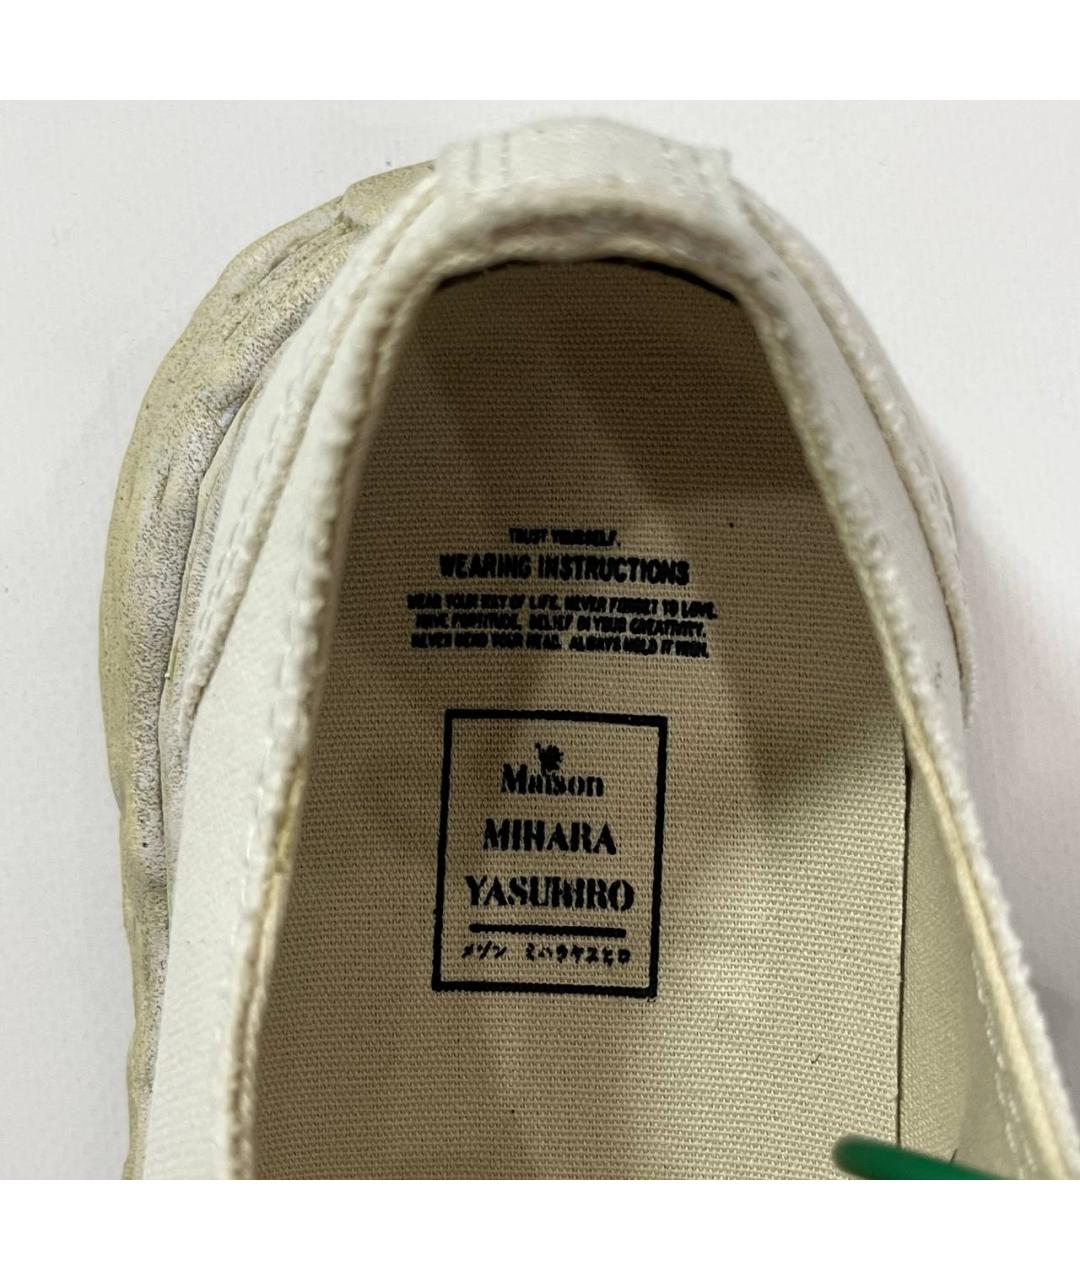 TRUST YOURSELF.
WEARING INSTRUCTIONS
WEAR YOUR WAY OF LIFE. NEVER FORGET TO LOVE.
HAVE FORTITUDE. BELIEF IN YOUR CREATIVITY.
NEVER BEND YOUR HEAD. ALWAYS HOLD IT HIGH.
Maison
MIHARA
YASUHIRO
メゾン ミハラヤスヒロ